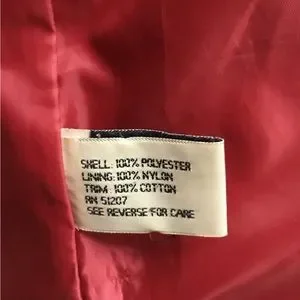 SHELL: 100% POLYESTER
LINING: 100% NYLON
TRIM: 100% COTTON
RN 51207
SEE REVERSE FOR CARE